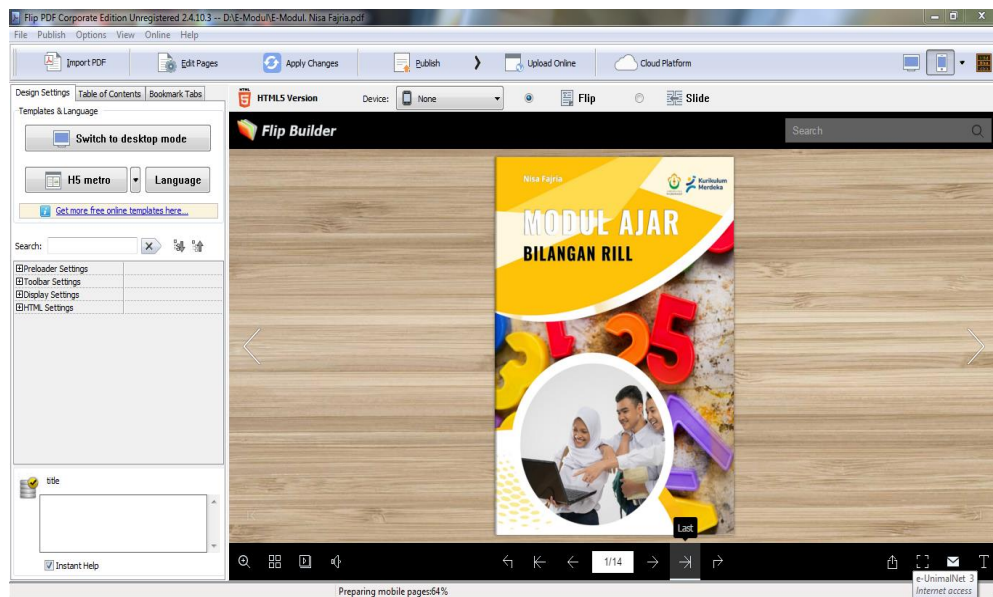 Flip PDF Corporate Edition Unregistered 2.4.10.3 -- D:\E-Modul\E-Modul. Nisa Fajria.pdf
File Publish Options View Online Help
Import PDF Edit Pages Apply Changes Publish Upload Online Cloud Platform
Design Settings Table of Contents Bookmark Tabs
HTML5 Version Device: None Flip Slide
Templates & Language
Switch to desktop mode
H5 metro Language
Get more free online templates here...
Search:
Preloader Settings
Toolbar Settings
Display Settings
HTML Settings
title
Instant Help
Flip Builder
Search
Nisa Fajria
Kurikulum
Merdeka
MODUL AJAR
BILANGAN RILL
Last
1/14
e-UnimalNet 3
Internet access
Preparing mobile pages:64%